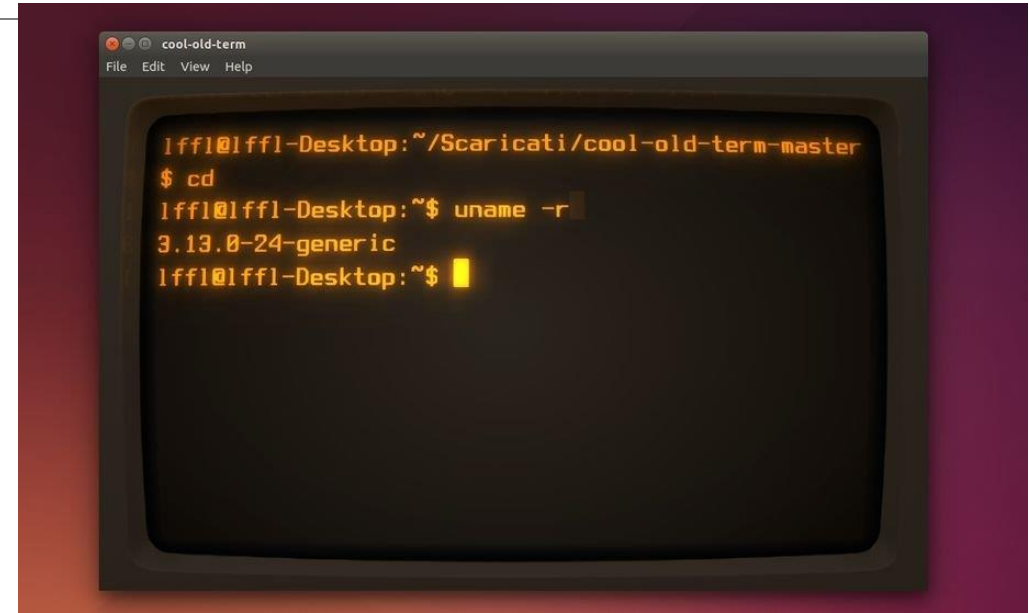 cool-old-term
File Edit View Help
lffl@lffl-Desktop:~/Scaricati/cool-old-term-master
$ cd
lffl@lffl-Desktop:~$ uname -r
3.13.0-24-generic
lffl@lffl-Desktop:~$